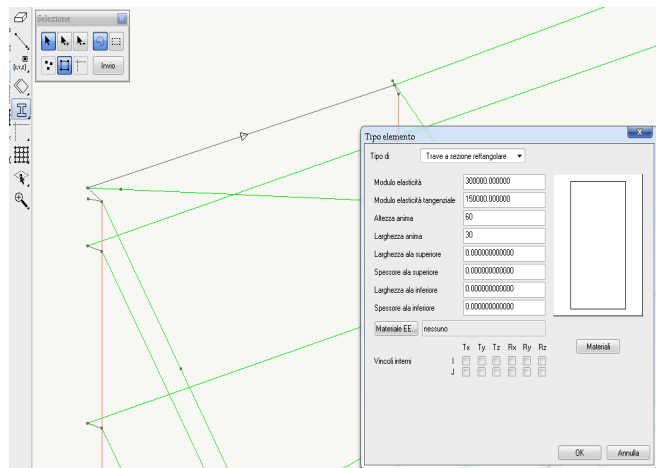 Selezione
Invio
[x,y,z]
Tipo elemento
Tipo di Trave a sezione rettangolare
Modulo elasticità 300000.000000
Modulo elasticità tangenziale 150000.000000
Altezza anima 60
Larghezza anima 30
Larghezza ala superiore 0.000000000000
Spessore ala superiore 0.000000000000
Larghezza ala inferiore 0.000000000000
Spessore ala inferiore 0.000000000000
Materiale EE... nessuno
Tx Ty Tz Rx Ry Rz
Materiali
Vincoli interni I
J
OK Annulla